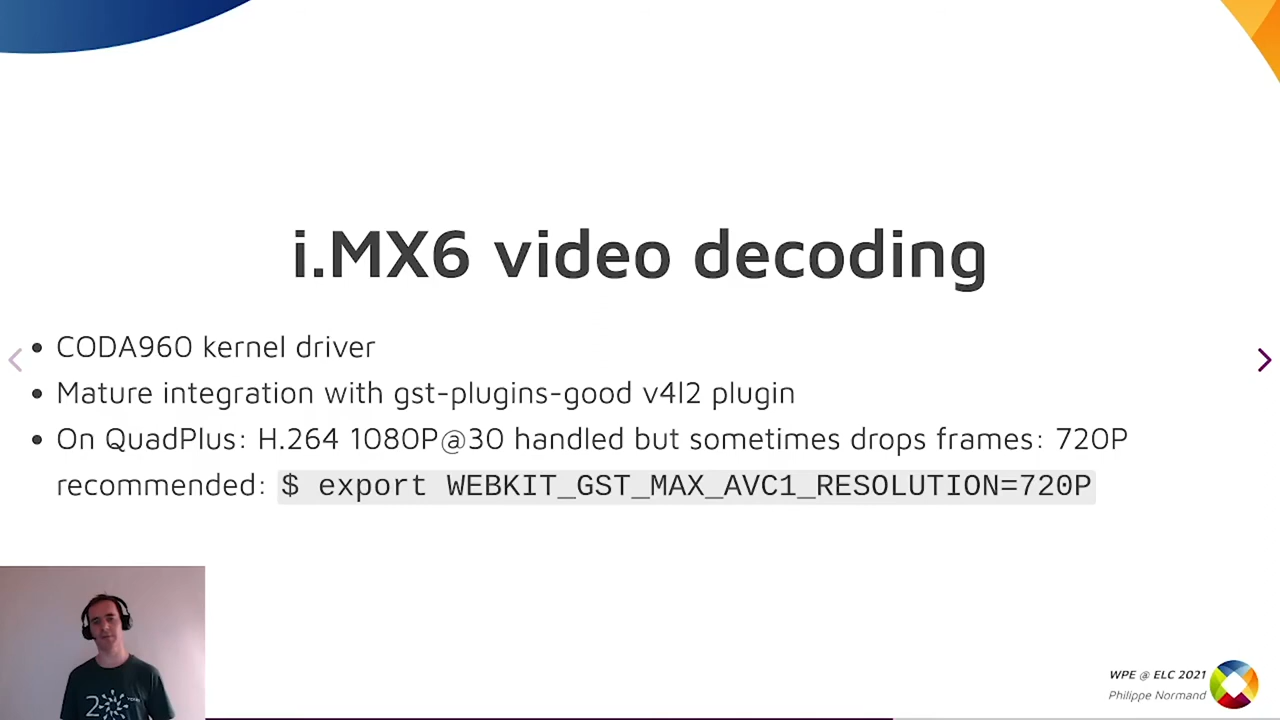 i.MX6 video decoding
CODA960 kernel driver
Mature integration with gst-plugins-good v4l2 plugin
On QuadPlus: H.264 1080P@30 handled but sometimes drops frames: 720P
recommended: $ export WEBKIT_GST_MAX_AVC1_RESOLUTION=720P
20
WPE @ ELC 2021
Philippe Normand